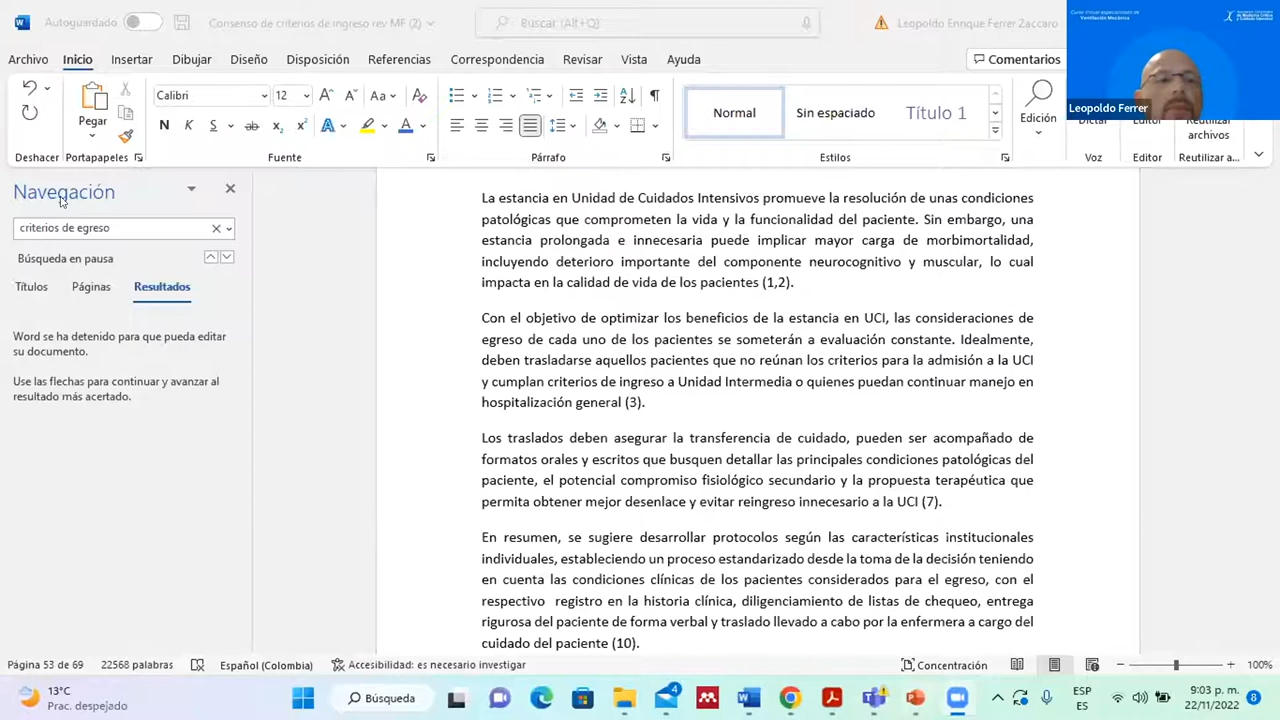 Autoguardado
Consenso de criterios de ingreso
MF (2)
Buscar (Alt+Q)
Leopoldo Enrique Ferrer Zaccaro
Curso Virtual especializado de
Ventilación Mecánica
Leopoldo Ferrer
Archivo Inicio Insertar Dibujar Diseño Disposición Referencias Correspondencia Revisar Vista Ayuda
Comentarios
Pegar
Calibri 12
Aa
N K S ab x₂ x² A A
Normal
Sin espaciado
Título 1
Edición
Dictar
Editor
Reutilizar
archivos
Deshacer Portapapeles Fuente Párrafo Estilos Voz Editor Reutilizar a...
Navegación
criterios de egreso
Búsqueda en pausa
Títulos Páginas Resultados
Word se ha detenido para que pueda editar
su documento.
Use las flechas para continuar y avanzar al
resultado más acertado.
La estancia en Unidad de Cuidados Intensivos promueve la resolución de unas condiciones
patológicas que comprometen la vida y la funcionalidad del paciente. Sin embargo, una
estancia prolongada e innecesaria puede implicar mayor carga de morbimortalidad,
incluyendo deterioro importante del componente neurocognitivo y muscular, lo cual
impacta en la calidad de vida de los pacientes (1,2).
Con el objetivo de optimizar los beneficios de la estancia en UCI, las consideraciones de
egreso de cada uno de los pacientes se someterán a evaluación constante. Idealmente,
deben trasladarse aquellos pacientes que no reúnan los criterios para la admisión a la UCI
y cumplan criterios de ingreso a Unidad Intermedia o quienes puedan continuar manejo en
hospitalización general (3).
Los traslados deben asegurar la transferencia de cuidado, pueden ser acompañado de
formatos orales y escritos que busquen detallar las principales condiciones patológicas del
paciente, el potencial compromiso fisiológico secundario y la propuesta terapéutica que
permita obtener mejor desenlace y evitar reingreso innecesario a la UCI (7).
En resumen, se sugiere desarrollar protocolos según las características institucionales
individuales, estableciendo un proceso estandarizado desde la toma de la decisión teniendo
en cuenta las condiciones clínicas de los pacientes considerados para el egreso, con el
respectivo registro en la historia clínica, diligenciamiento de listas de chequeo, entrega
rigurosa del paciente de forma verbal y traslado llevado a cabo por la enfermera a cargo del
cuidado del paciente (10).
Página 53 de 69 22568 palabras Español (Colombia) Accesibilidad: es necesario investigar Concentración 100%
13°C
Prac. despejado
Búsqueda
4
ESP
ES
9:03 p. m.
22/11/2022
8